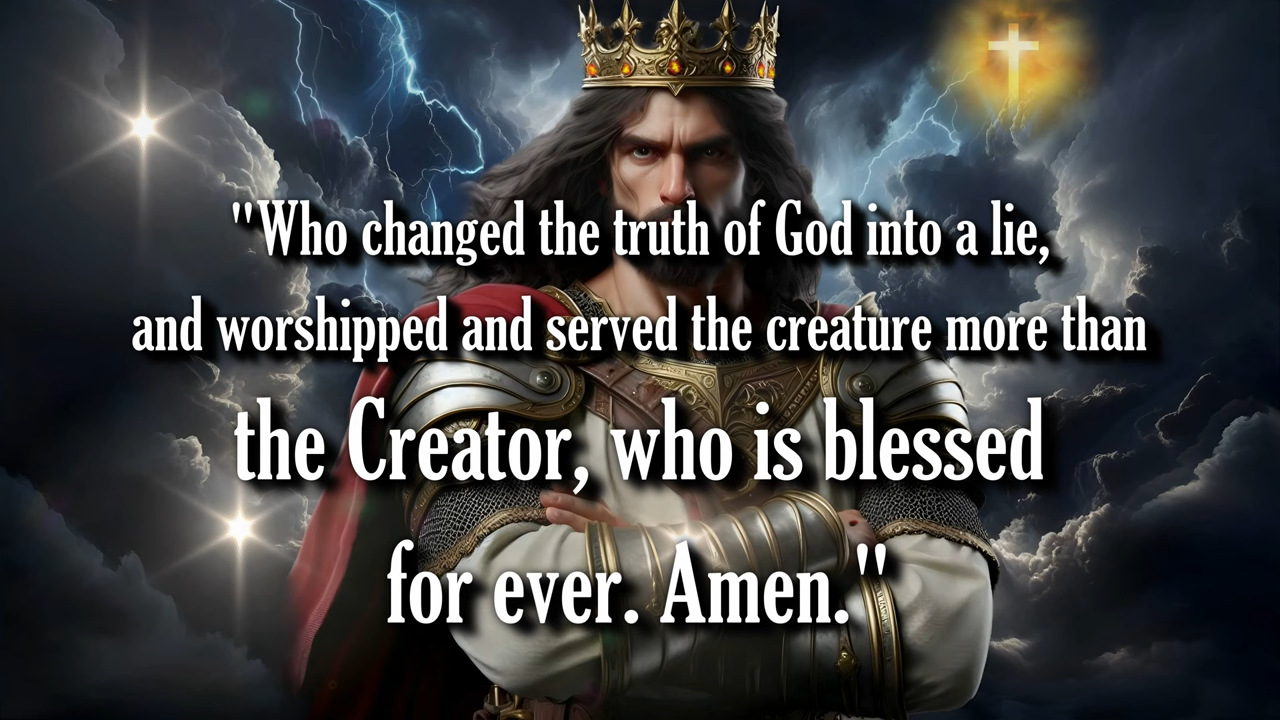 "Who changed the truth of God into a lie,
and worshipped and served the creature more than
the Creator, who is blessed
for ever. Amen."